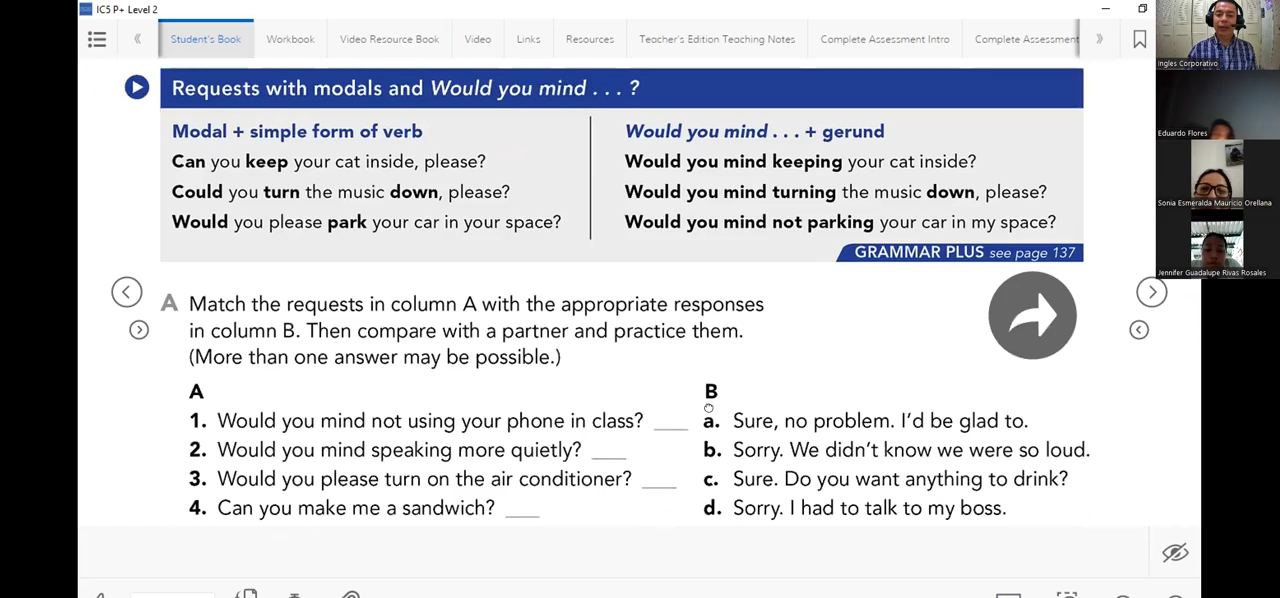 IC5 P+ Level 2
Student's Book
Workbook
Video Resource Book
Video
Links
Resources
Teacher's Edition Teaching Notes
Complete Assessment Intro
Complete Assessment
Ingles Corporativo
Eduardo Flores
Sonia Esmeralda Mauricio Orellana
Jennifer Guadalupe Rivas Rosales
Requests with modals and Would you mind . . . ?
Modal + simple form of verb
Can you keep your cat inside, please?
Could you turn the music down, please?
Would you please park your car in your space?
Would you mind . . . + gerund
Would you mind keeping your cat inside?
Would you mind turning the music down, please?
Would you mind not parking your car in my space?
GRAMMAR PLUS see page 137
A Match the requests in column A with the appropriate responses
in column B. Then compare with a partner and practice them.
(More than one answer may be possible.)
A
1. Would you mind not using your phone in class? ____
2. Would you mind speaking more quietly? ____
3. Would you please turn on the air conditioner? ____
4. Can you make me a sandwich? ____
B
a. Sure, no problem. I'd be glad to.
b. Sorry. We didn't know we were so loud.
c. Sure. Do you want anything to drink?
d. Sorry. I had to talk to my boss.